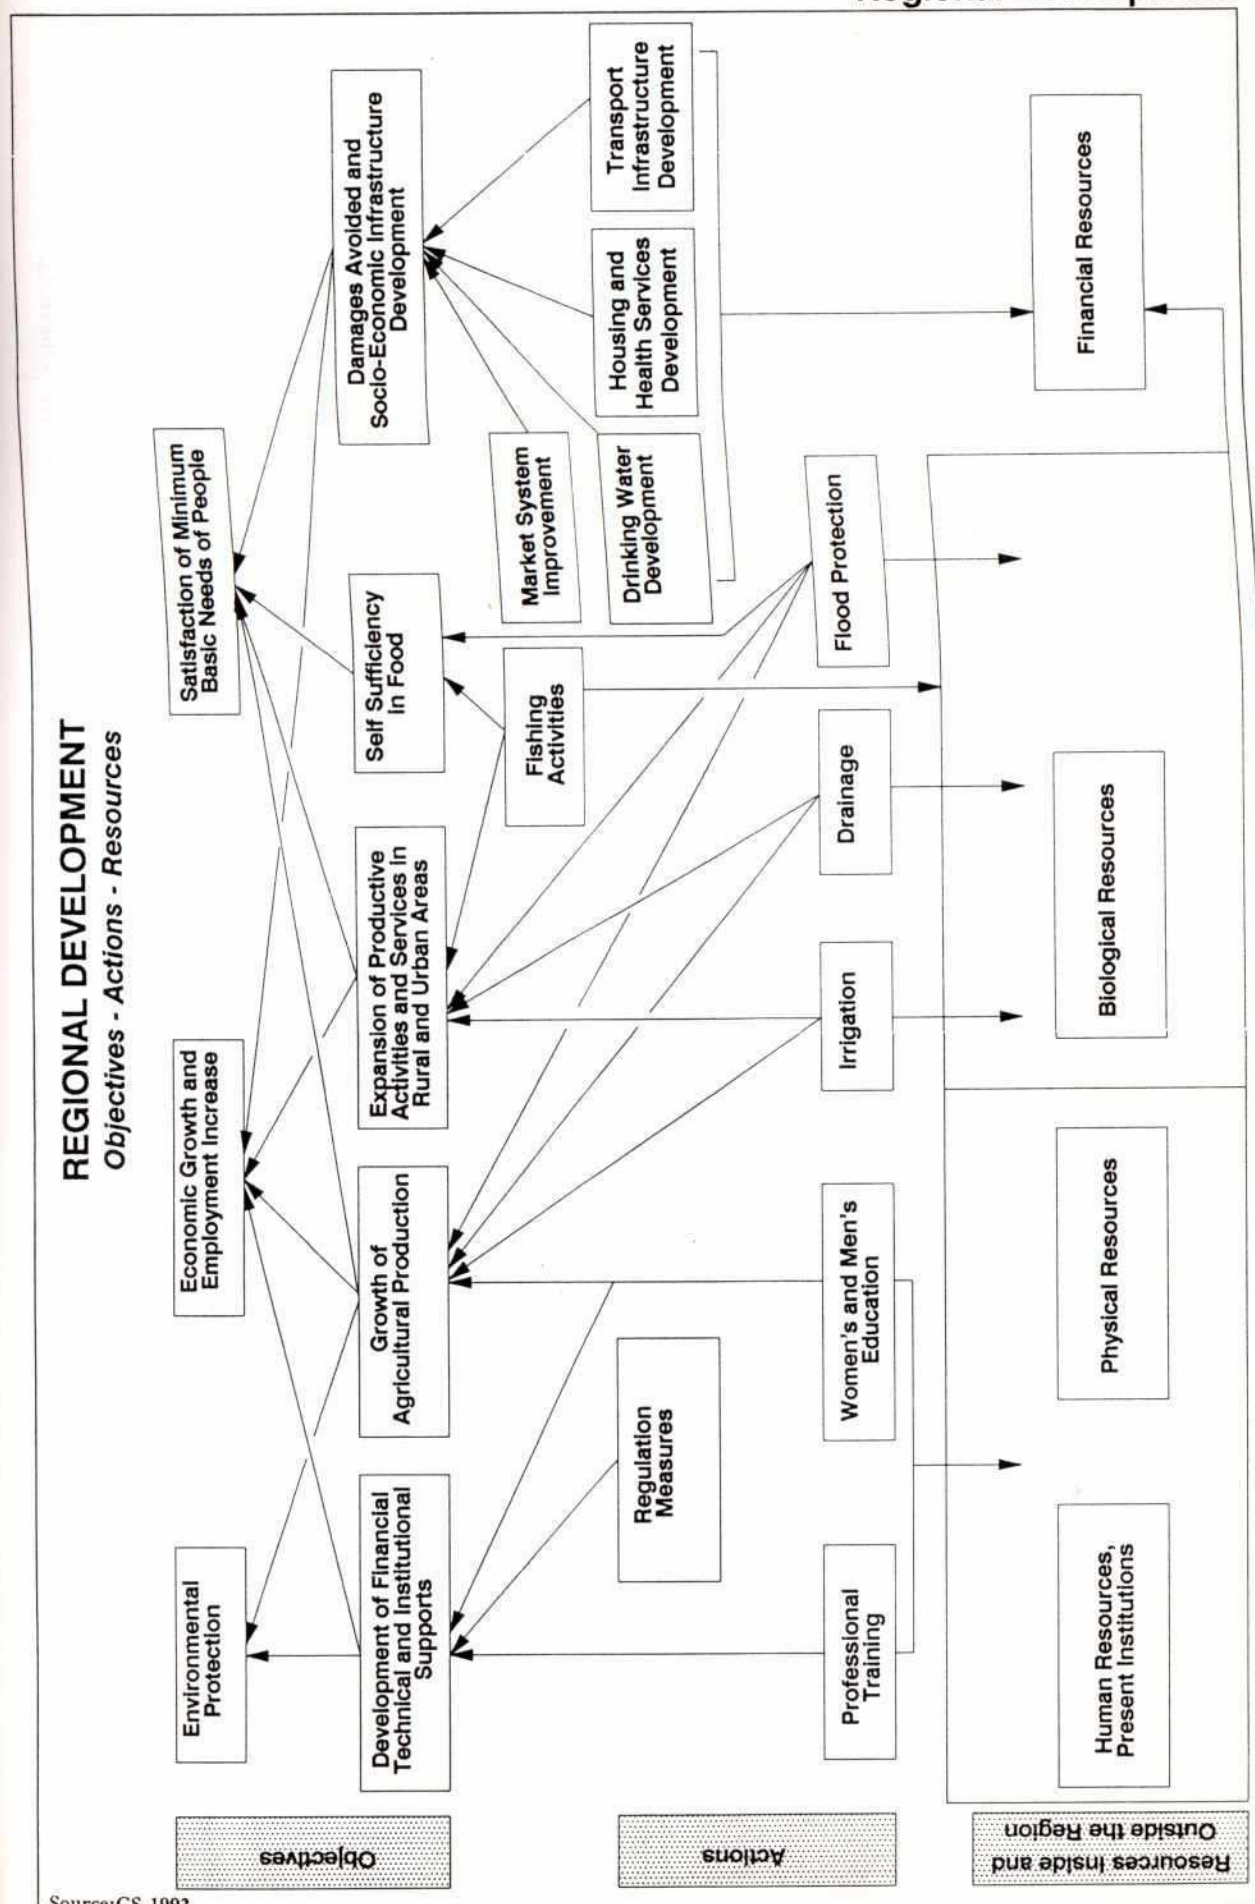 REGIONAL DEVELOPMENT
Objectives - Actions - Resources
Objectives
Environmental
Protection
Economic Growth and
Employment Increase
Satisfaction of Minimum
Basic Needs of People
Development of Financial
Technical and Institutional
Supports
Growth of
Agricultural Production
Expansion of Productive
Activities and Services In
Rural and Urban Areas
Self Sufficiency
In Food
Damages Avoided and
Socio-Economic Infrastructure
Development
Actions
Regulation
Measures
Fishing
Activities
Market System
Improvement
Drinking Water
Development
Housing and
Health Services
Development
Transport
Infrastructure
Development
Professional
Training
Women's and Men's
Education
Irrigation
Drainage
Flood Protection
Resources Inside and
Outside the Region
Human Resources,
Present Institutions
Physical Resources
Biological Resources
Financial Resources
Source:CS-1992